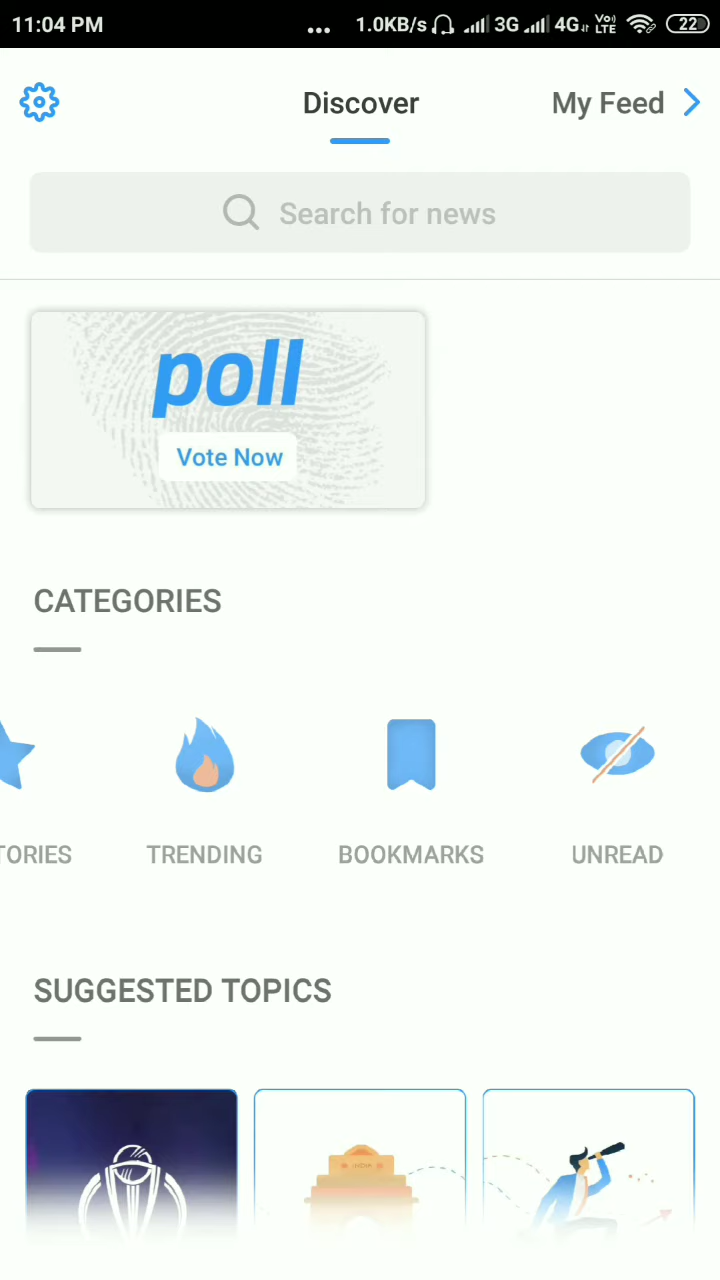 11:04 PM
... 1.0KB/s 3G 4G Vo) LTE 22
Discover
My Feed
Search for news
poll
Vote Now
CATEGORIES
TORIES
TRENDING
BOOKMARKS
UNREAD
SUGGESTED TOPICS
INDIA